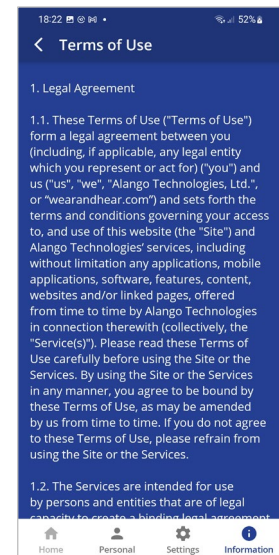 18:22
52%
Terms of Use
1. Legal Agreement
1.1. These Terms of Use ("Terms of Use")
form a legal agreement between you
(including, if applicable, any legal entity
which you represent or act for) ("you") and
us ("us", "we", "Alango Technologies, Ltd.",
or “wearandhear.com”) and sets forth the
terms and conditions governing your access
to, and use of this website (the "Site") and
Alango Technologies’ services, including
without limitation any applications, mobile
applications, software, features, content,
websites and/or linked pages, offered
from time to time by Alango Technologies
in connection therewith (collectively, the
"Service(s)"). Please read these Terms of
Use carefully before using the Site or the
Services. By using the Site or the Services
in any manner, you agree to be bound by
these Terms of Use, as may be amended
by us from time to time. If you do not agree
to these Terms of Use, please refrain from
using the Site or the Services.
1.2. The Services are intended for use
by persons and entities that are of legal
capacity to create a binding legal agreement
Home Personal Settings Information